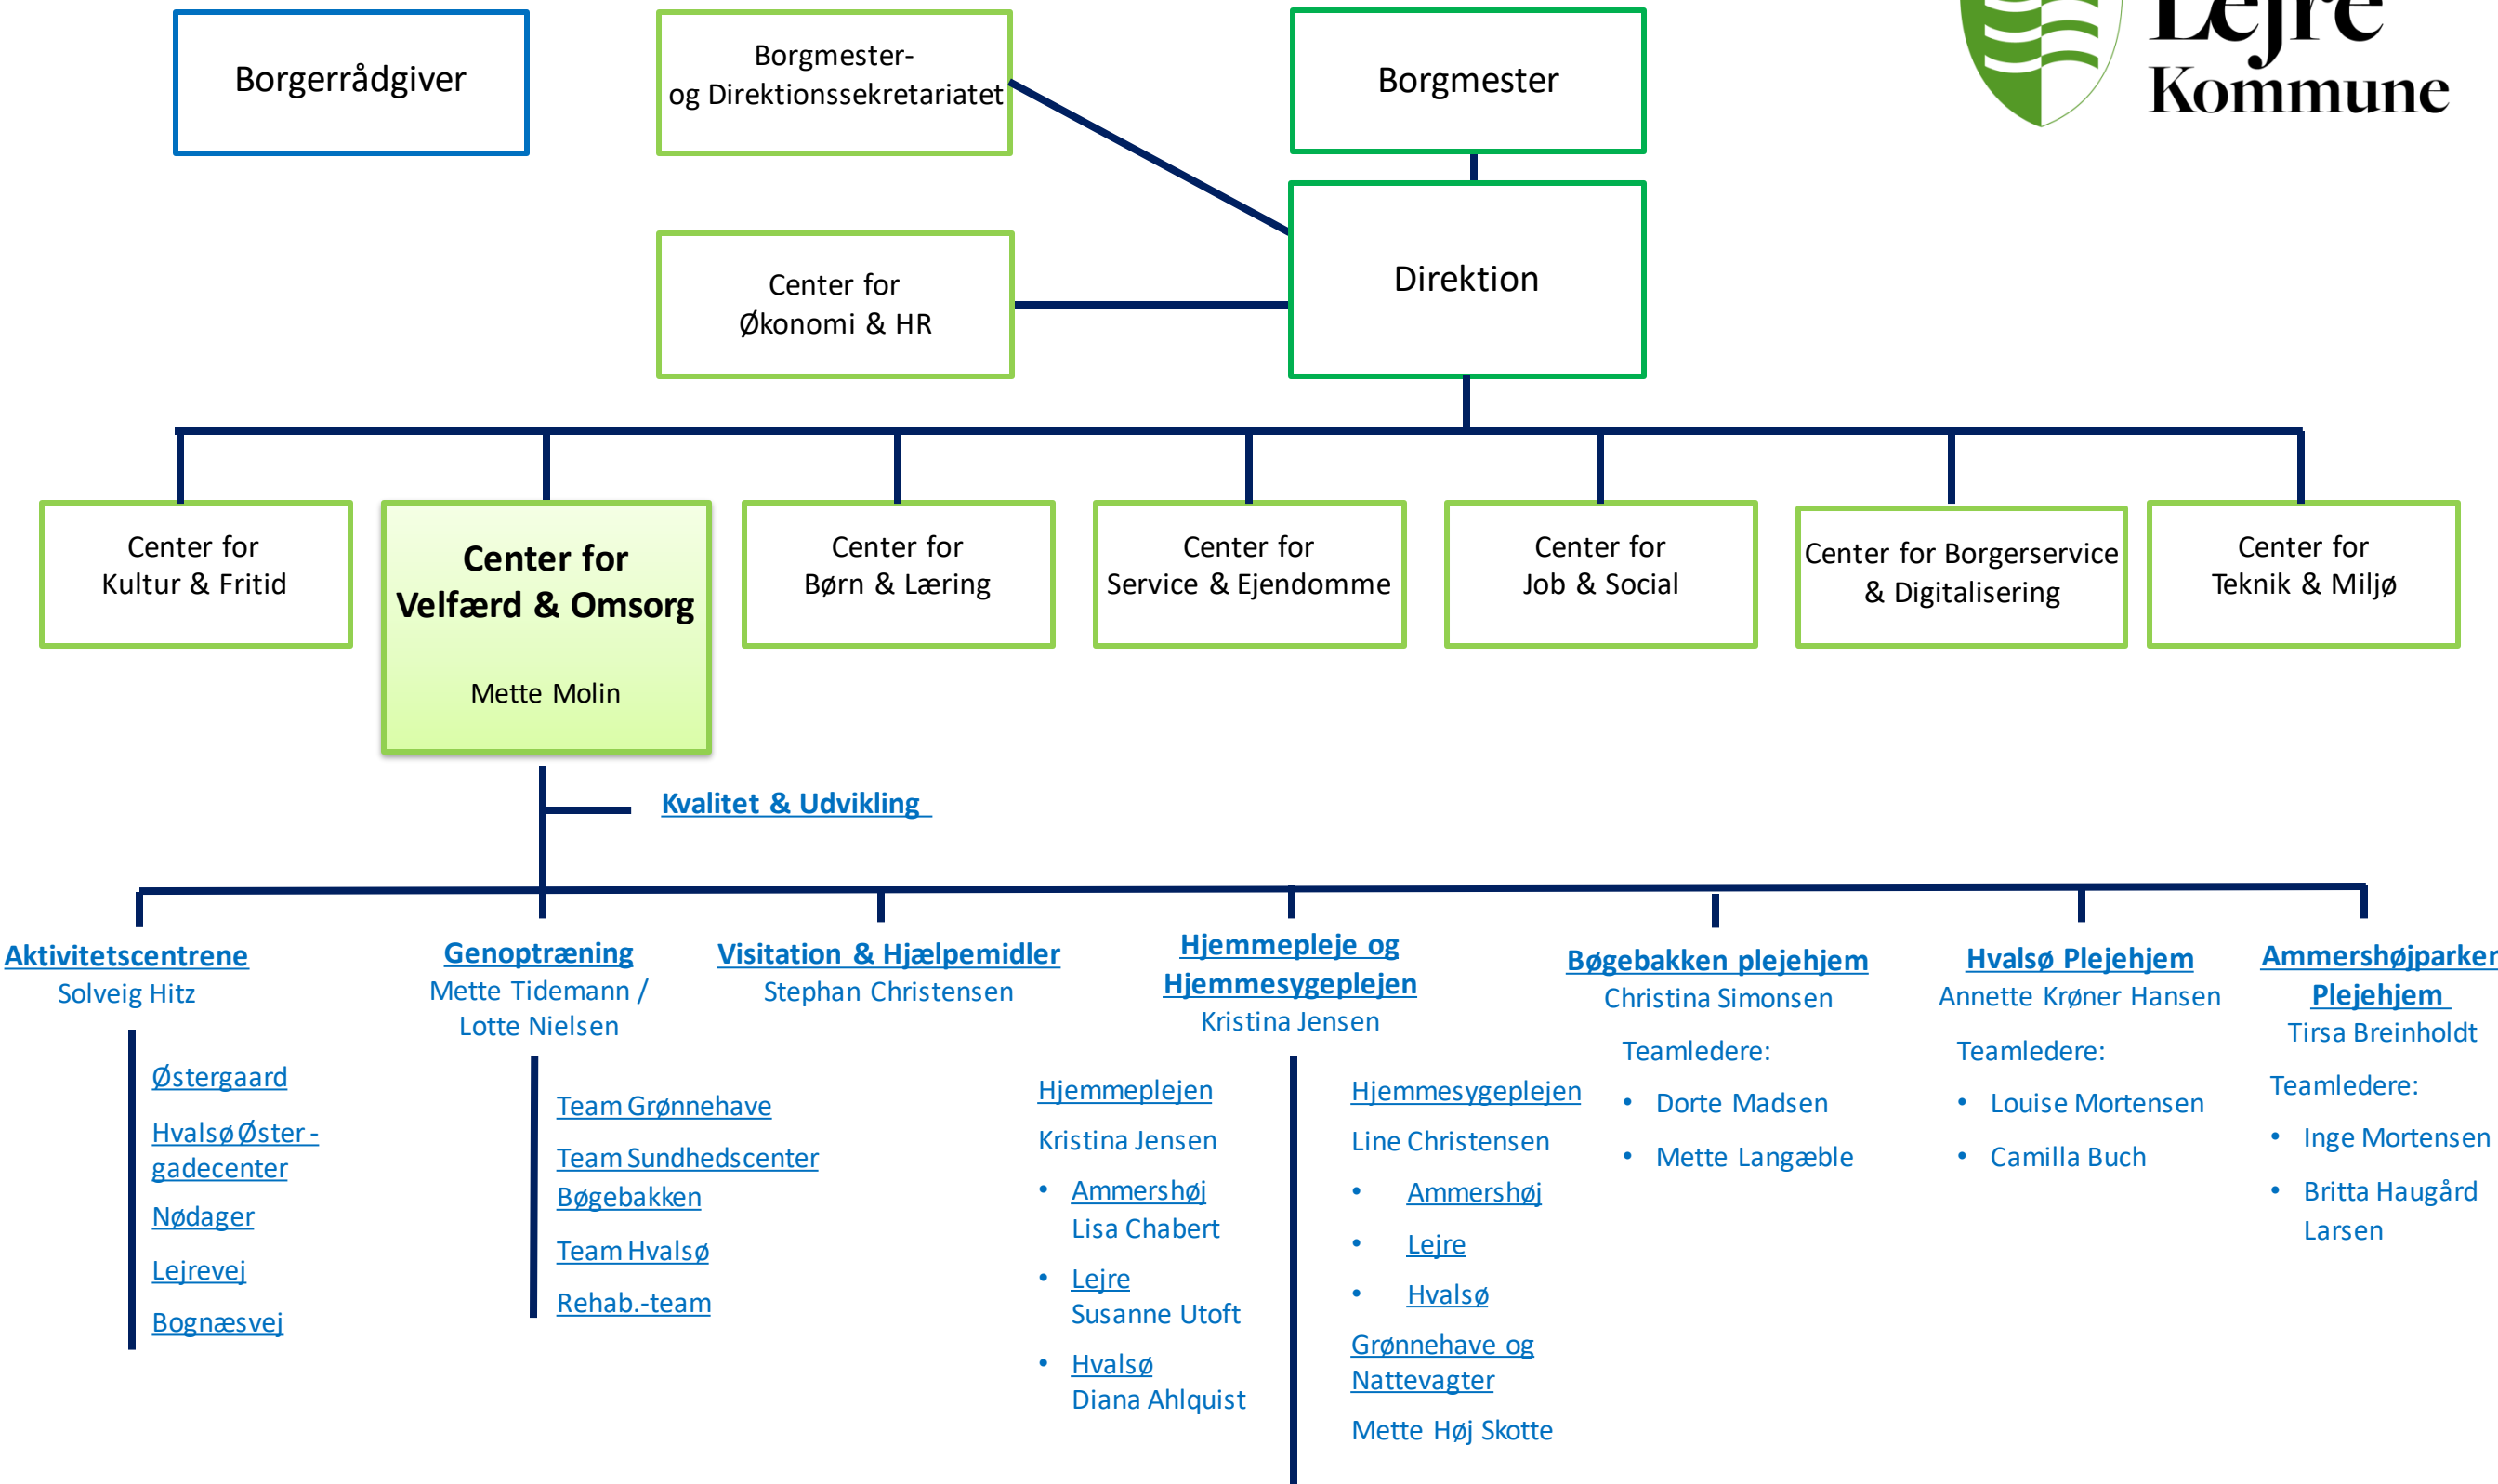 Lejre
Kommune
Borgerrådgiver
Borgmester-
og Direktionssekretariatet
Borgmester
Direktion
Center for
Økonomi & HR
Center for
Kultur & Fritid
Center for
Velfærd & Omsorg
Mette Molin
Center for
Børn & Læring
Center for
Service & Ejendomme
Center for
Job & Social
Center for Borgerservice
& Digitalisering
Center for
Teknik & Miljø
Kvalitet & Udvikling
Aktivitetscentrene
Solveig Hitz
Østergaard
Hvalsø Øster -
gadecenter
Nødager
Lejrevej
Bognæsvej
Genoptræning
Mette Tidemann /
Lotte Nielsen
Team Grønnehave
Team Sundhedscenter
Bøgebakken
Team Hvalsø
Rehab.-team
Visitation & Hjælpemidler
Stephan Christensen
Hjemmepleje og
Hjemmesygeplejen
Kristina Jensen
Hjemmeplejen
Kristina Jensen
• Ammershøj
Lisa Chabert
• Lejre
Susanne Utoft
• Hvalsø
Diana Ahlquist
Hjemmesygeplejen
Line Christensen
• Ammershøj
• Lejre
• Hvalsø
Grønnehave og
Nattevagter
Mette Høj Skotte
Bøgebakken plejehjem
Christina Simonsen
Teamledere:
• Dorte Madsen
• Mette Langæble
Hvalsø Plejehjem
Annette Krøner Hansen
Teamledere:
• Louise Mortensen
• Camilla Buch
Ammershøjparken
Plejehjem
Tirsa Breinholdt
Teamledere:
• Inge Mortensen
• Britta Haugård
Larsen